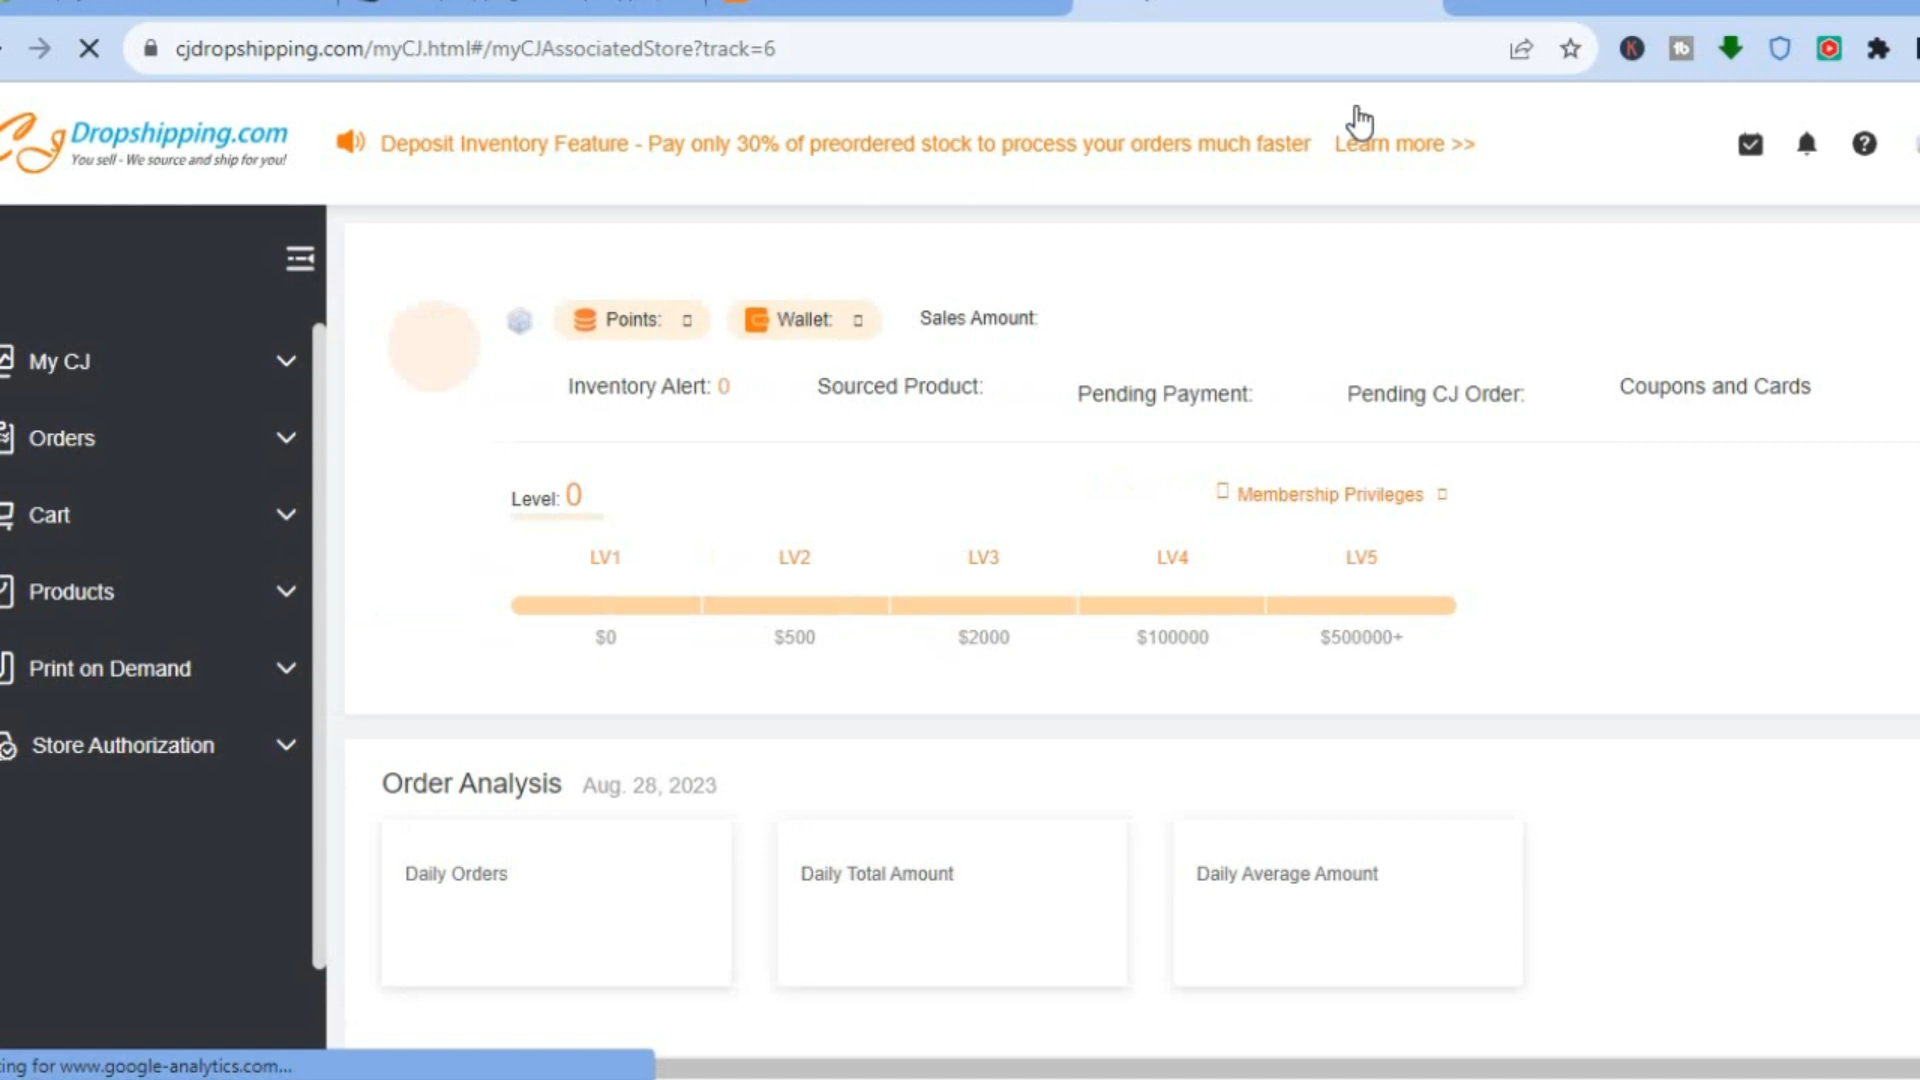 cjdropshipping.com/myCJ.html#/myCJAssociatedStore?track=6
CJ Dropshipping.com
You sell - We source and ship for you!
Deposit Inventory Feature - Pay only 30% of preordered stock to process your orders much faster Learn more >>
Points: Wallet: Sales Amount:
Inventory Alert: 0 Sourced Product: Pending Payment: Pending CJ Order: Coupons and Cards
My CJ
Orders
Cart
Products
Print on Demand
Store Authorization
Level: 0 Membership Privileges
LV1 LV2 LV3 LV4 LV5
$0 $500 $2000 $100000 $500000+
Order Analysis Aug. 28, 2023
Daily Orders Daily Total Amount Daily Average Amount
ing for www.google-analytics.com...